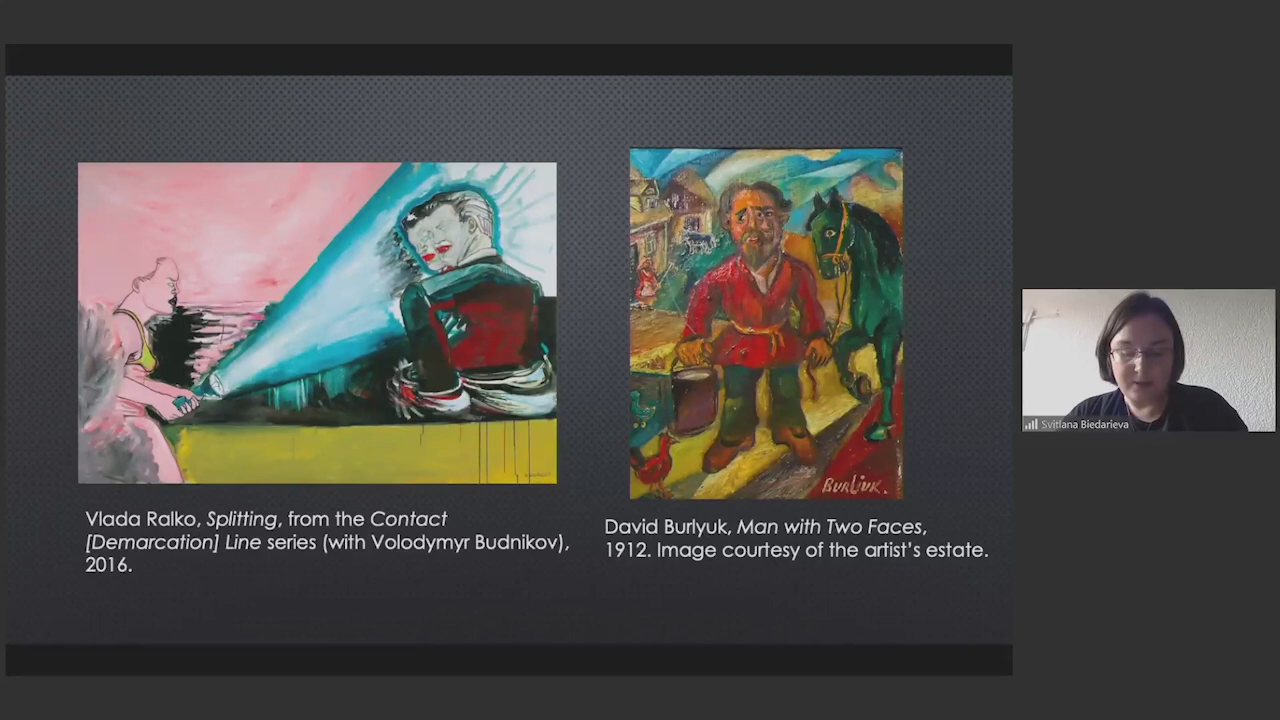 Vlada Ralko, Splitting, from the Contact
[Demarcation] Line series (with Volodymyr Budnikov),
2016.
BURLIUK.
David Burlyuk, Man with Two Faces,
1912. Image courtesy of the artist's estate.
Svitlana Biedarieva